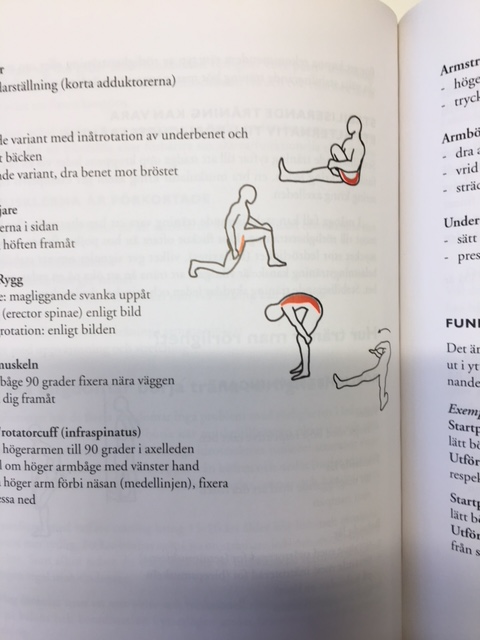 r
larställning (korta adduktorerna)
de variant med inåtrotation av underbenet och
t bäcken
nde variant, dra benet mot bröstet
jare
erna i sidan
höften framåt
Rygg
e: magliggande svanka uppåt
(erector spinae) enligt bild
rotation: enligt bilden
nuskeln
båge 90 grader fixera nära väggen
dig framåt
rotatorcuff (infraspinatus)
högerarmen till 90 grader i axelleden
l om höger armbåge med vänster hand
höger arm förbi näsan (medellinjen), fixera
essa ned
Armstr
- höge
- tryck
Armbö
- dra a
- vrid
- sträc
Under
- sätt
- pres
FUN
Det är
ut i yt
nande
Exemp
Startp
lätt bö
Utför
respek
Startp
lätt bö
Utför
från s